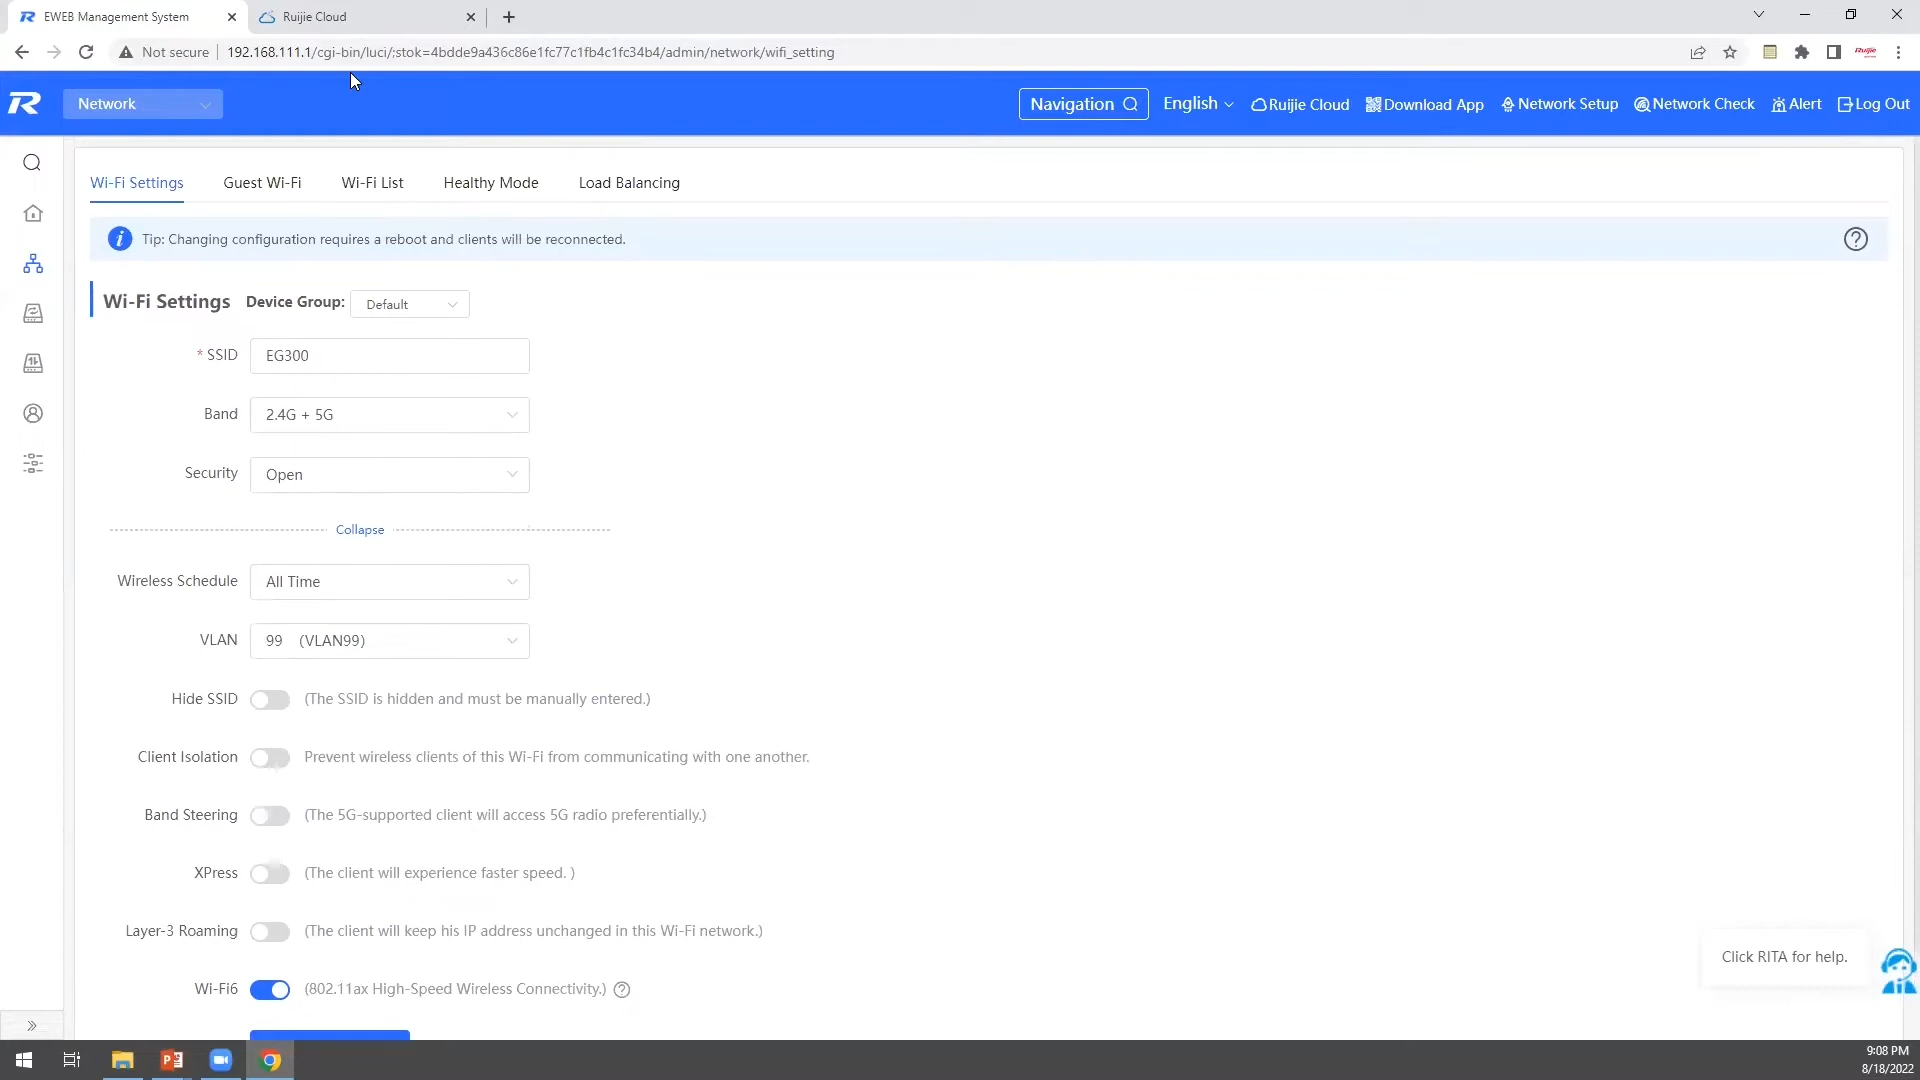 EWEB Management System
Ruijie Cloud
Not secure
192.168.111.1/cgi-bin/luci/;stok=4bdde9a436c86e1fc77c1fb4c1fc34b4/admin/network/wifi_setting
Ruijie
Network
Navigation
English
Ruijie Cloud
Download App
Network Setup
Network Check
Alert
Log Out
Wi-Fi Settings
Guest Wi-Fi
Wi-Fi List
Healthy Mode
Load Balancing
Tip: Changing configuration requires a reboot and clients will be reconnected.
Wi-Fi Settings
Device Group:
Default
* SSID
EG300
Band
2.4G + 5G
Security
Open
Collapse
Wireless Schedule
All Time
VLAN
99 (VLAN99)
Hide SSID
(The SSID is hidden and must be manually entered.)
Client Isolation
Prevent wireless clients of this Wi-Fi from communicating with one another.
Band Steering
(The 5G-supported client will access 5G radio preferentially.)
XPress
(The client will experience faster speed. )
Layer-3 Roaming
(The client will keep his IP address unchanged in this Wi-Fi network.)
Click RITA for help.
Wi-Fi6
(802.11ax High-Speed Wireless Connectivity.)
9:08 PM
8/18/2022